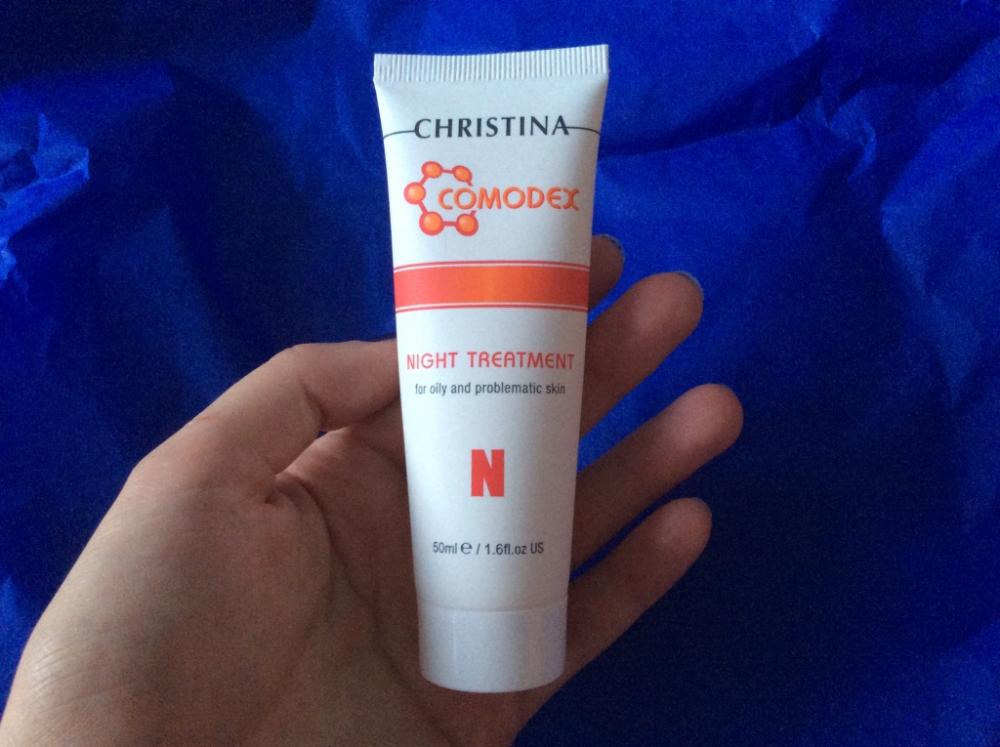 CHRISTINA
COMODEX
NIGHT TREATMENT
for oily and problematic skin
N
50ml ℮ / 1.6fl.oz US